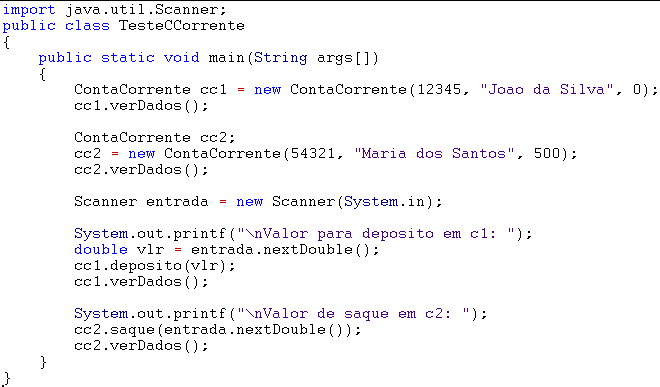 import java.util.Scanner;
public class TesteCCorrente
{
    public static void main(String args[])
    {
        ContaCorrente cc1 = new ContaCorrente(12345, "Joao da Silva", 0);
        cc1.verDados();

        ContaCorrente cc2;
        cc2 = new ContaCorrente(54321, "Maria dos Santos", 500);
        cc2.verDados();

        Scanner entrada = new Scanner(System.in);

        System.out.printf("\nValor para deposito em c1: ");
        double vlr = entrada.nextDouble();
        cc1.deposito(vlr);
        cc1.verDados();

        System.out.printf("\nValor de saque em c2: ");
        cc2.saque(entrada.nextDouble());
        cc2.verDados();
    }
}